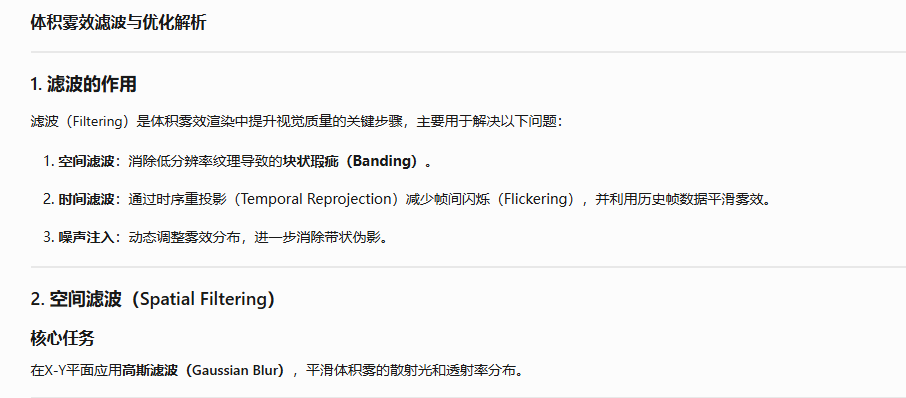 体积雾效滤波与优化解析
1. 滤波的作用
滤波（Filtering）是体积雾效渲染中提升视觉质量的关键步骤，主要用于解决以下问题：
1. 空间滤波：消除低分辨率纹理导致的块状瑕疵（Banding）。
2. 时间滤波：通过时序重投影（Temporal Reprojection）减少帧间闪烁（Flickering），并利用历史帧数据平滑雾效。
3. 噪声注入：动态调整雾效分布，进一步消除带状伪影。
2. 空间滤波（Spatial Filtering）
核心任务
在X-Y平面应用高斯滤波（Gaussian Blur），平滑体积雾的散射光和透射率分布。